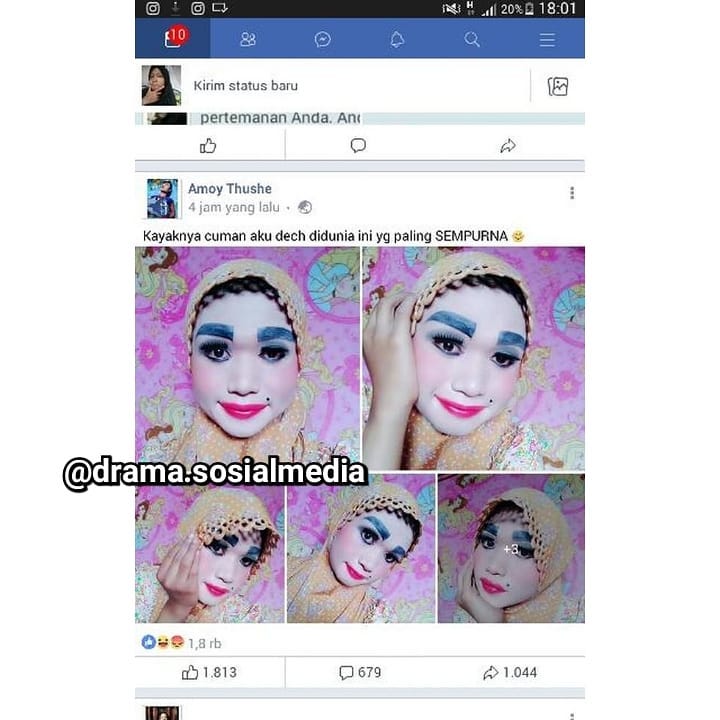 10
20% 18:01
Kirim status baru
pertemanan Anda. And
Amoy Thushe
4 jam yang lalu ·
Kayaknya cuman aku dech didunia ini yg paling SEMPURNA 🤣
@drama.sosialmedia
+3
1,8 rb
1.813 679 1.044